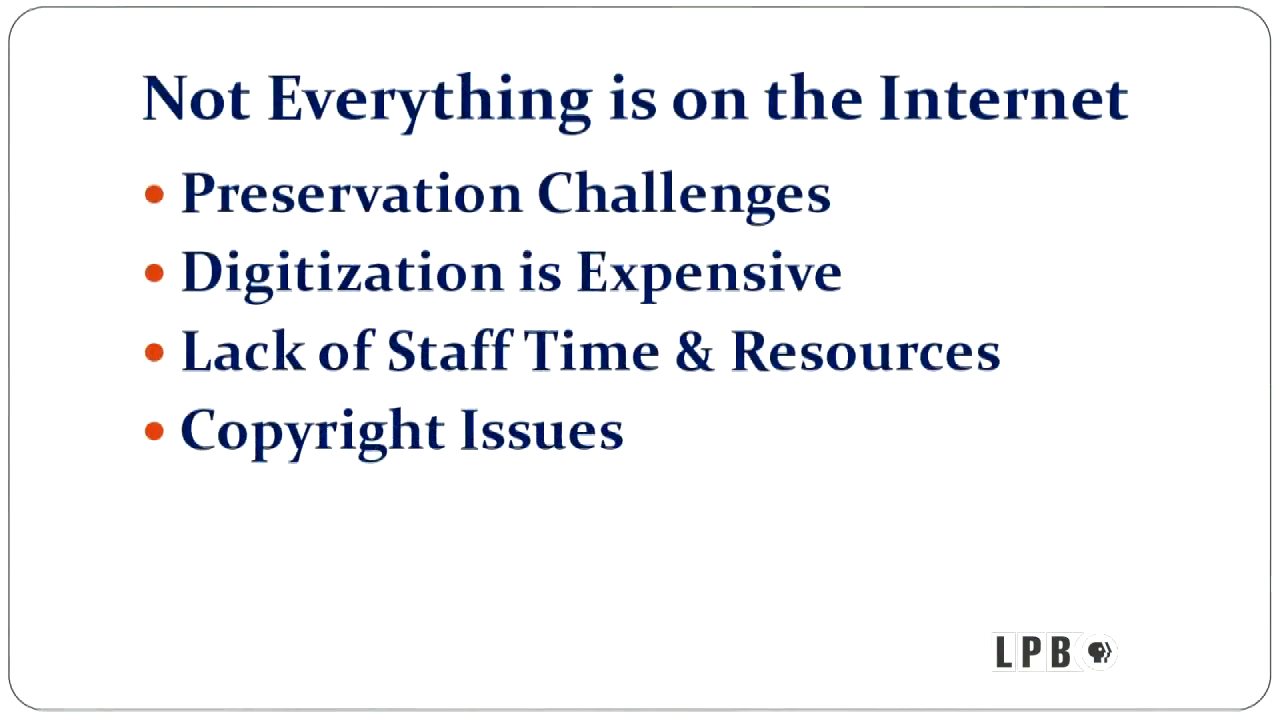 Not Everything is on the Internet
• Preservation Challenges
• Digitization is Expensive
• Lack of Staff Time & Resources
• Copyright Issues
LPB